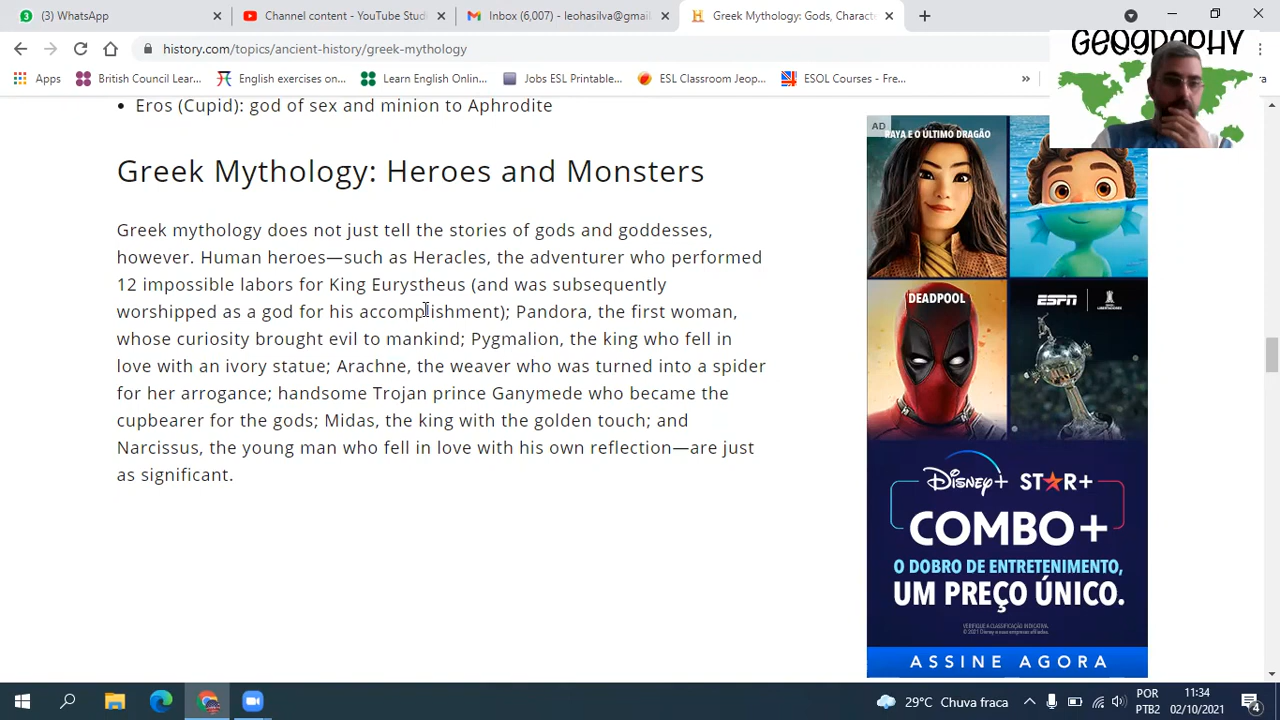 (3) WhatsApp
Channel content - YouTube Stud
Inbox (6,007) - leohasilva@gmail
Greek Mythology: Gods, Charact
history.com/topics/ancient-history/greek-mythology
Apps
British Council Lear...
English exercises on...
Learn English Online...
Jobs ESL Printable...
ESL Classroom Jeop...
ESOL Courses - Fre...
»
GEOGRAPHY
• Eros (Cupid): god of sex and minion to Aphrodite
Greek Mythology: Heroes and Monsters
Greek mythology does not just tell the stories of gods and goddesses,
however. Human heroes—such as Heracles, the adventurer who performed
12 impossible labors for King Eurystheus (and was subsequently
worshipped as a god for his accomplishment); Pandora, the first woman,
whose curiosity brought evil to mankind; Pygmalion, the king who fell in
love with an ivory statue; Arachne, the weaver who was turned into a spider
for her arrogance; handsome Trojan prince Ganymede who became the
cupbearer for the gods; Midas, the king with the golden touch; and
Narcissus, the young man who fell in love with his own reflection—are just
as significant.
AD
RAYA E O ÚLTIMO DRAGÃO
DEADPOOL
ESPN
Disney+ STAR+
COMBO+
O DOBRO DE ENTRETENIMENTO,
UM PREÇO ÚNICO.
VERIFIQUE A CLASSIFICAÇÃO INDICATIVA.
ASSINE AGORA
29°C Chuva fraca
POR
PTB2
11:34
02/10/2021
4